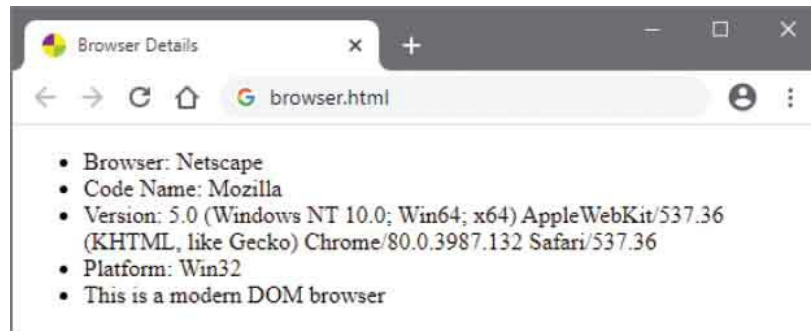 Browser Details
browser.html
Browser: Netscape
Code Name: Mozilla
Version: 5.0 (Windows NT 10.0; Win64; x64) AppleWebKit/537.36
(KHTML, like Gecko) Chrome/80.0.3987.132 Safari/537.36
Platform: Win32
This is a modern DOM browser